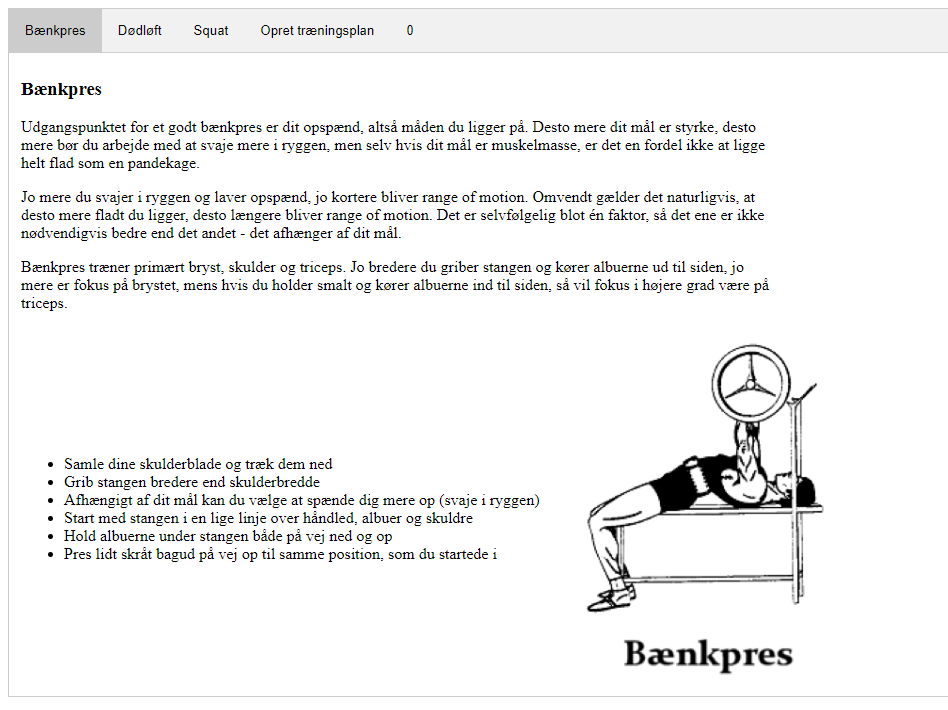 Bænkpres Dødløft Squat Opret træningsplan 0
Bænkpres
Udgangspunktet for et godt bænkpres er dit opspænd, altså måden du ligger på. Desto mere dit mål er styrke, desto
mere bør du arbejde med at svaje mere i ryggen, men selv hvis dit mål er muskelmasse, er det en fordel ikke at ligge
helt flad som en pandekage.
Jo mere du svajer i ryggen og laver opspænd, jo kortere bliver range of motion. Omvendt gælder det naturligvis, at
desto mere fladt du ligger, desto længere bliver range of motion. Det er selvfølgelig blot én faktor, så det ene er ikke
nødvendigvis bedre end det andet - det afhænger af dit mål.
Bænkpres træner primært bryst, skulder og triceps. Jo bredere du griber stangen og kører albuerne ud til siden, jo
mere er fokus på brystet, mens hvis du holder smalt og kører albuerne ind til siden, så vil fokus i højere grad være på
triceps.
• Samle dine skulderblade og træk dem ned
• Grib stangen bredere end skulderbredde
• Afhængigt af dit mål kan du vælge at spænde dig mere op (svaje i ryggen)
• Start med stangen i en lige linje over håndled, albuer og skuldre
• Hold albuerne under stangen både på vej ned og op
• Pres lidt skråt bagud på vej op til samme position, som du startede i
Bænkpres